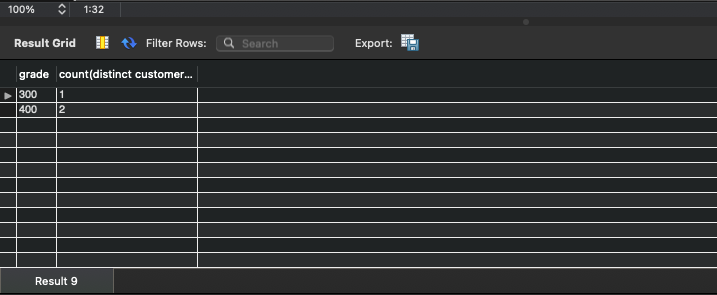 100% 1:32
Result Grid Filter Rows: Search Export:
grade count(distinct customer...
300 1
400 2
Result 9